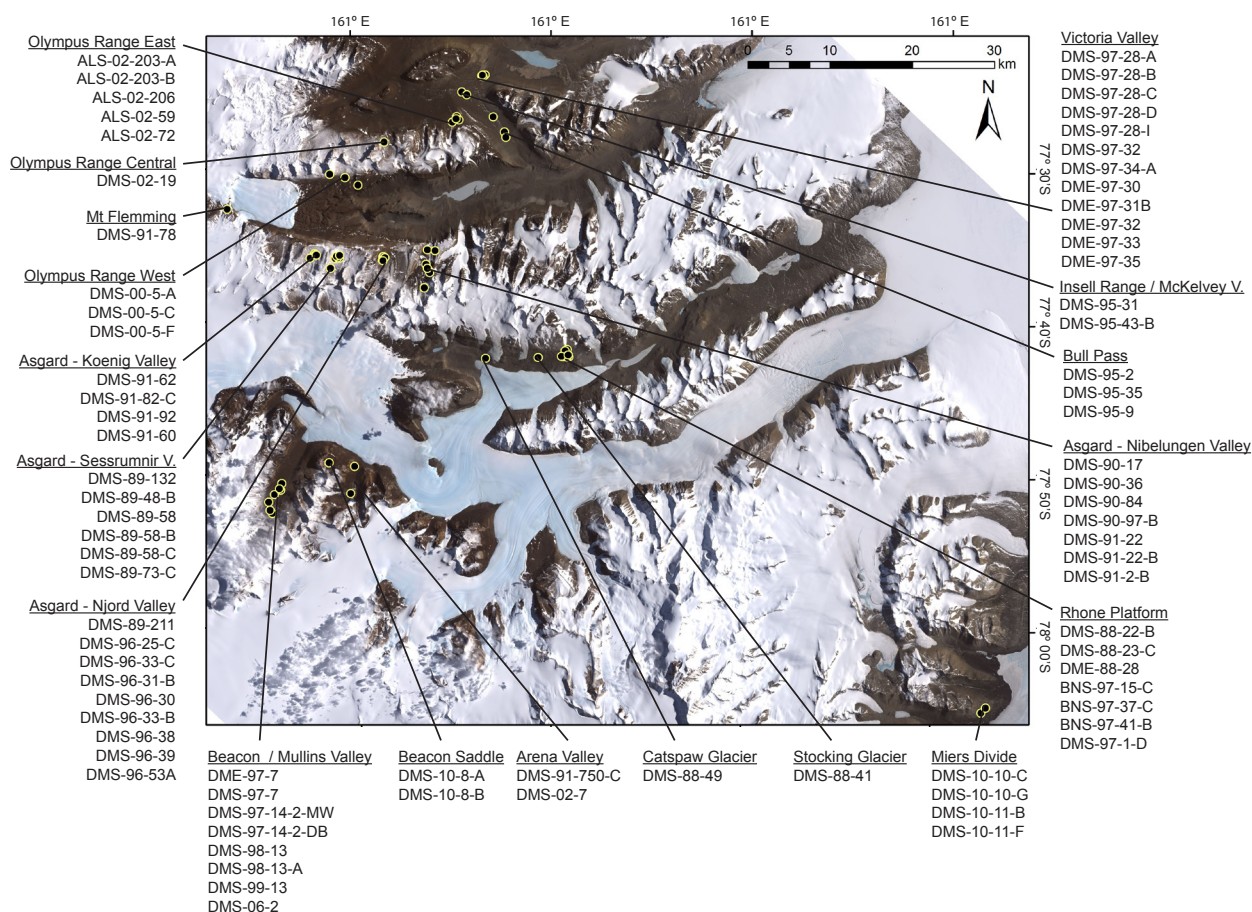 161° E
161° E
161° E
161° E
0 5 10 20 30
km
N
77° 30'S
77° 40'S
77° 50'S
78° 00'S
Olympus Range East
ALS-02-203-A
ALS-02-203-B
ALS-02-206
ALS-02-59
ALS-02-72
Olympus Range Central
DMS-02-19
Mt Flemming
DMS-91-78
Olympus Range West
DMS-00-5-A
DMS-00-5-C
DMS-00-5-F
Asgard - Koenig Valley
DMS-91-62
DMS-91-82-C
DMS-91-92
DMS-91-60
Asgard - Sessrumnir V.
DMS-89-132
DMS-89-48-B
DMS-89-58
DMS-89-58-B
DMS-89-58-C
DMS-89-73-C
Asgard - Njord Valley
DMS-89-211
DMS-96-25-C
DMS-96-33-C
DMS-96-31-B
DMS-96-30
DMS-96-33-B
DMS-96-38
DMS-96-39
DMS-96-53A
Beacon / Mullins Valley
DME-97-7
DMS-97-7
DMS-97-14-2-MW
DMS-97-14-2-DB
DMS-98-13
DMS-98-13-A
DMS-99-13
DMS-06-2
Beacon Saddle
DMS-10-8-A
DMS-10-8-B
Arena Valley
DMS-91-750-C
DMS-02-7
Catspaw Glacier
DMS-88-49
Stocking Glacier
DMS-88-41
Miers Divide
DMS-10-10-C
DMS-10-10-G
DMS-10-11-B
DMS-10-11-F
Victoria Valley
DMS-97-28-A
DMS-97-28-B
DMS-97-28-C
DMS-97-28-D
DMS-97-28-I
DMS-97-32
DMS-97-34-A
DME-97-30
DME-97-31B
DME-97-32
DME-97-33
DME-97-35
Insell Range / McKelvey V.
DMS-95-31
DMS-95-43-B
Bull Pass
DMS-95-2
DMS-95-35
DMS-95-9
Asgard - Nibelungen Valley
DMS-90-17
DMS-90-36
DMS-90-84
DMS-90-97-B
DMS-91-22
DMS-91-22-B
DMS-91-2-B
Rhone Platform
DMS-88-22-B
DMS-88-23-C
DME-88-28
BNS-97-15-C
BNS-97-37-C
BNS-97-41-B
DMS-97-1-D